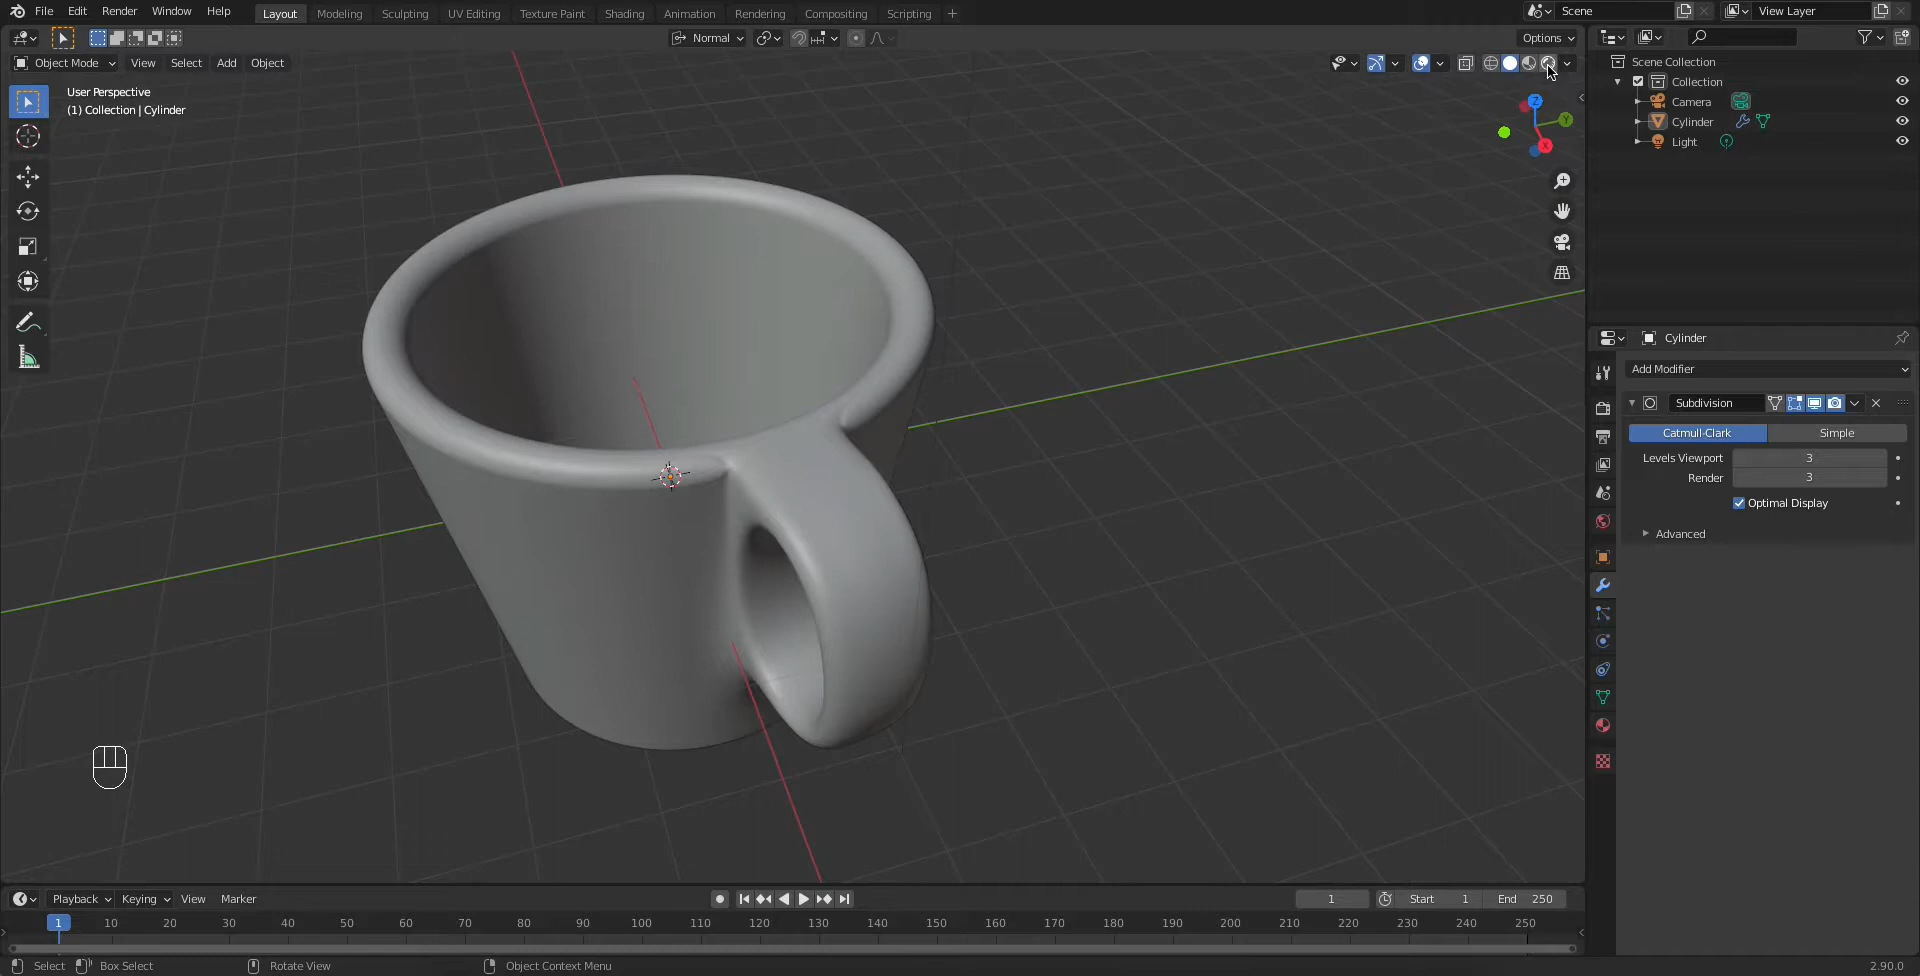 File Edit Render Window Help
Layout Modeling Sculpting UV Editing Texture Paint Shading Animation Rendering Compositing Scripting +
Scene
View Layer
Normal
Options
Object Mode View Select Add Object
User Perspective
(1) Collection | Cylinder
Z
Y
X
Scene Collection
Collection
Camera
Cylinder
Light
Cylinder
Add Modifier
Subdivision
Catmull-Clark Simple
Levels Viewport 3
Render 3
Optimal Display
Advanced
Playback Keying View Marker
1 Start 1 End 250
1 10 20 30 40 50 60 70 80 90 100 110 120 130 140 150 160 170 180 190 200 210 220 230 240 250
Select Box Select Rotate View Object Context Menu 2.90.0